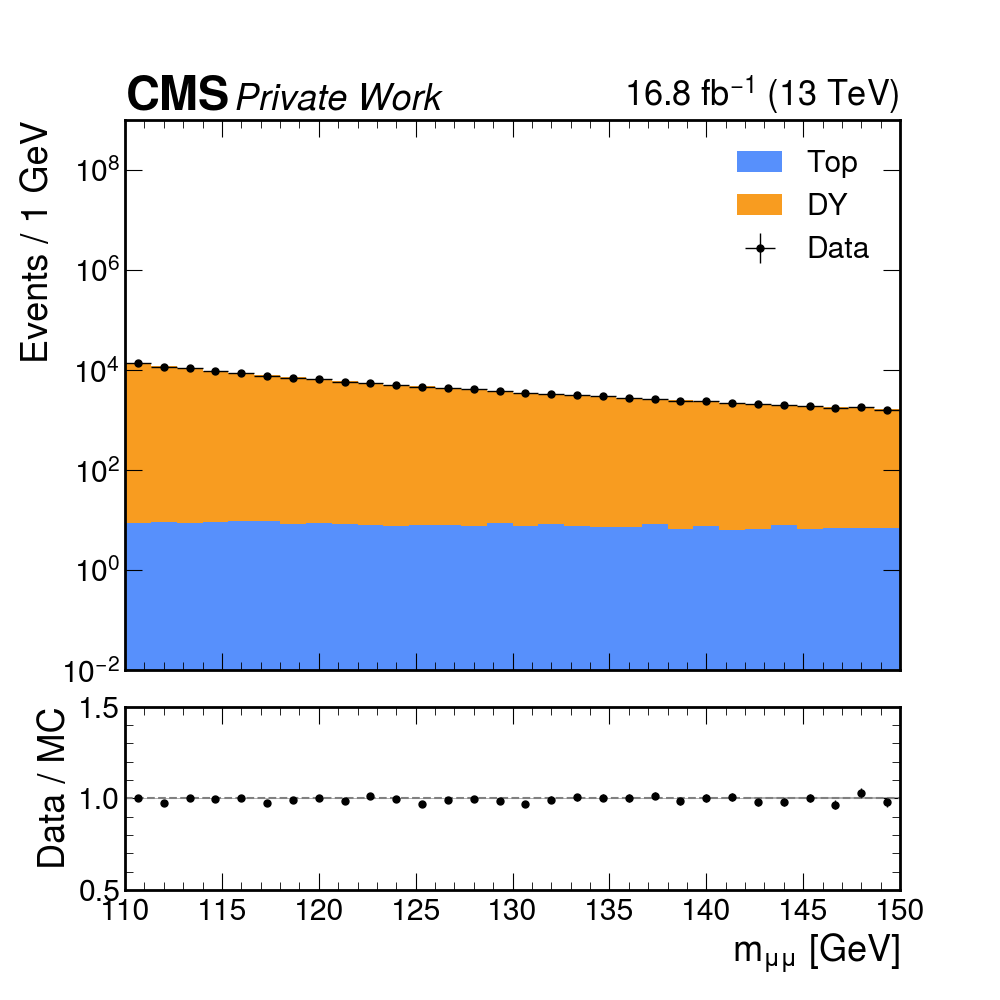 CMS Private Work 16.8 fb⁻¹ (13 TeV)
Events / 1 GeV
10⁸
10⁶
10⁴
10²
10⁰
10⁻²
Top
DY
Data
Data / MC
1.5
1.0
0.5
110 115 120 125 130 135 140 145 150
m_μμ [GeV]